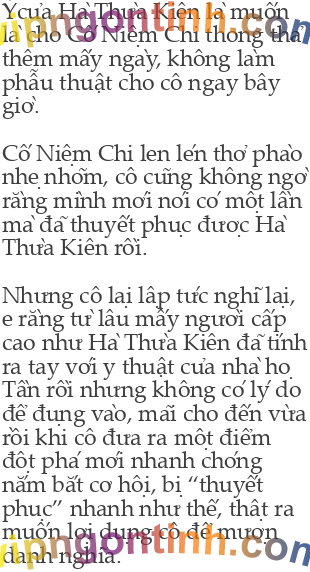 Ý của Hà Thừa Kiên là muốn
là cho Cố Niệm Chi thong thả
thêm mấy ngày, không làm
phẫu thuật cho cô ngay bây
giờ.
Cố Niệm Chi len lén thở phào
nhẹ nhõm, cô cũng không ngờ
rằng mình mới nói có một lần
mà đã thuyết phục được Hà
Thừa Kiên rồi.
Nhưng cô lại lập tức nghĩ lại,
e rằng từ lâu mấy người cấp
cao như Hà Thừa Kiên đã tính
ra tay với y thuật của nhà họ
Tần rồi nhưng không có lý do
để đụng vào, mãi cho đến vừa
rồi khi cô đưa ra một điểm
đột phá mới nhanh chóng
nắm bắt cơ hội, bị “thuyết
phục” nhanh như thế, thật ra
muốn lợi dụng cô để mượn
danh nghĩa.
vipngontinh.com
vipngontinh.com